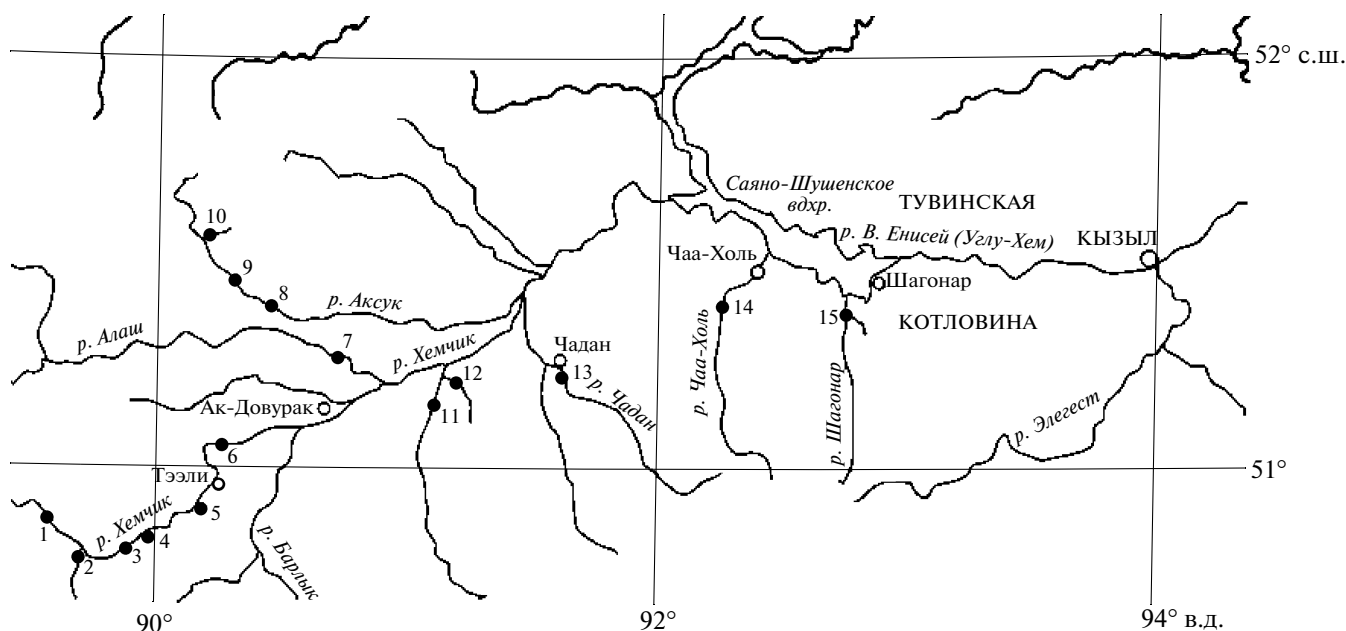 52° с.ш.
Саяно-Шушенское
вдхр.
ТУВИНСКАЯ
10
р. В. Енисей (Углу-Хем)
КЫЗЫЛ
Чаа-Холь
9
Шагонар
8
р. Аксук
14
15
КОТЛОВИНА
р. Алаш
7
р. Хемчик
Чадан
13
12
р. Чадан
р. Чаа-Холь
Ак-Довурак
11
р. Шагонар
р. Элегест
6
51°
Тээли
5
р. Хемчик
1
4
3
2
р. Барлык
90°
92°
94° в.д.